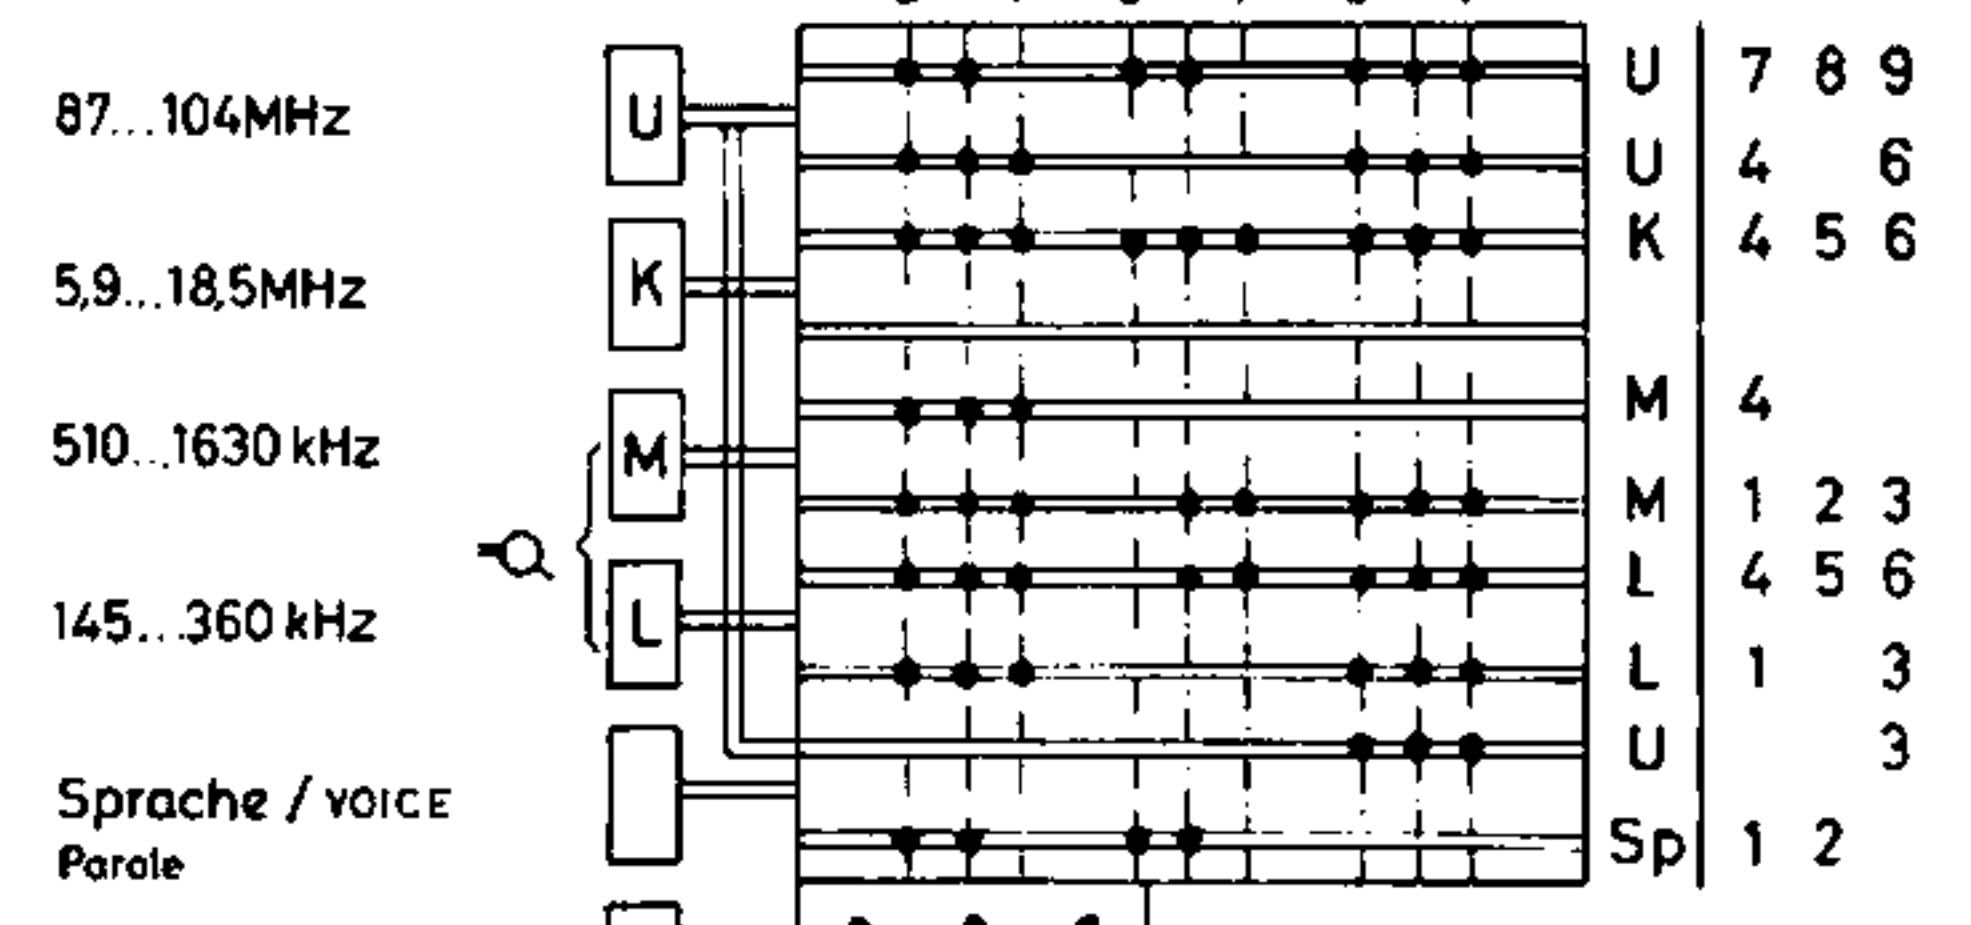 U 7 8 9
87...104MHz U
U 4 6
K 4 5 6
5,9...18,5MHz K
M 4
510...1630 kHz M
M 1 2 3
L 4 5 6
145...360 kHz L
L 1 3
U 3
Sprache / VOICE
Sp 1 2
Parole